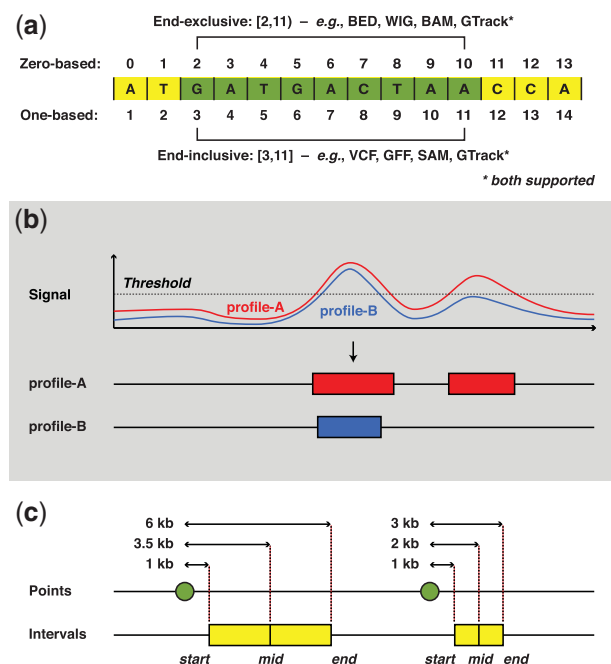 (a)
End-exclusive: [2,11) – e.g., BED, WIG, BAM, GTrack*
Zero-based: 0 1 2 3 4 5 6 7 8 9 10 11 12 13
A T G A T G A C T A A C C A
One-based: 1 2 3 4 5 6 7 8 9 10 11 12 13 14
End-inclusive: [3,11] – e.g., VCF, GFF, SAM, GTrack*
* both supported
(b)
Threshold
Signal
profile-A
profile-B
profile-A
profile-B
(c)
6 kb 3 kb
3.5 kb 2 kb
1 kb 1 kb
Points
Intervals
start mid end start mid end